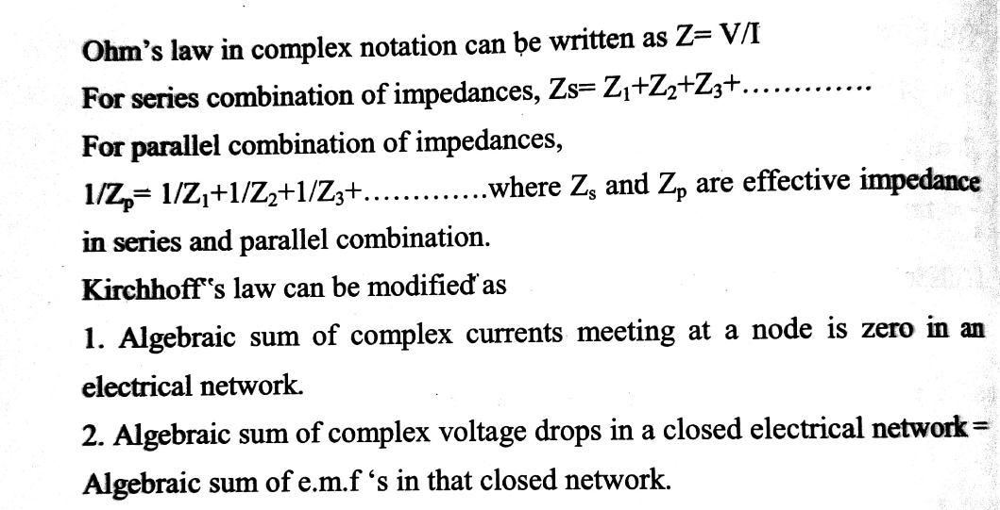 Ohm's law in complex notation can be written as Z= V/I
For series combination of impedances, Zs= Z₁+Z₂+Z₃+.............
For parallel combination of impedances,
1/Zₚ= 1/Z₁+1/Z₂+1/Z₃+.............where Zₛ and Zₚ are effective impedance
in series and parallel combination.
Kirchhoff‘'s law can be modified as
1. Algebraic sum of complex currents meeting at a node is zero in an
electrical network.
2. Algebraic sum of complex voltage drops in a closed electrical network =
Algebraic sum of e.m.f ‘s in that closed network.